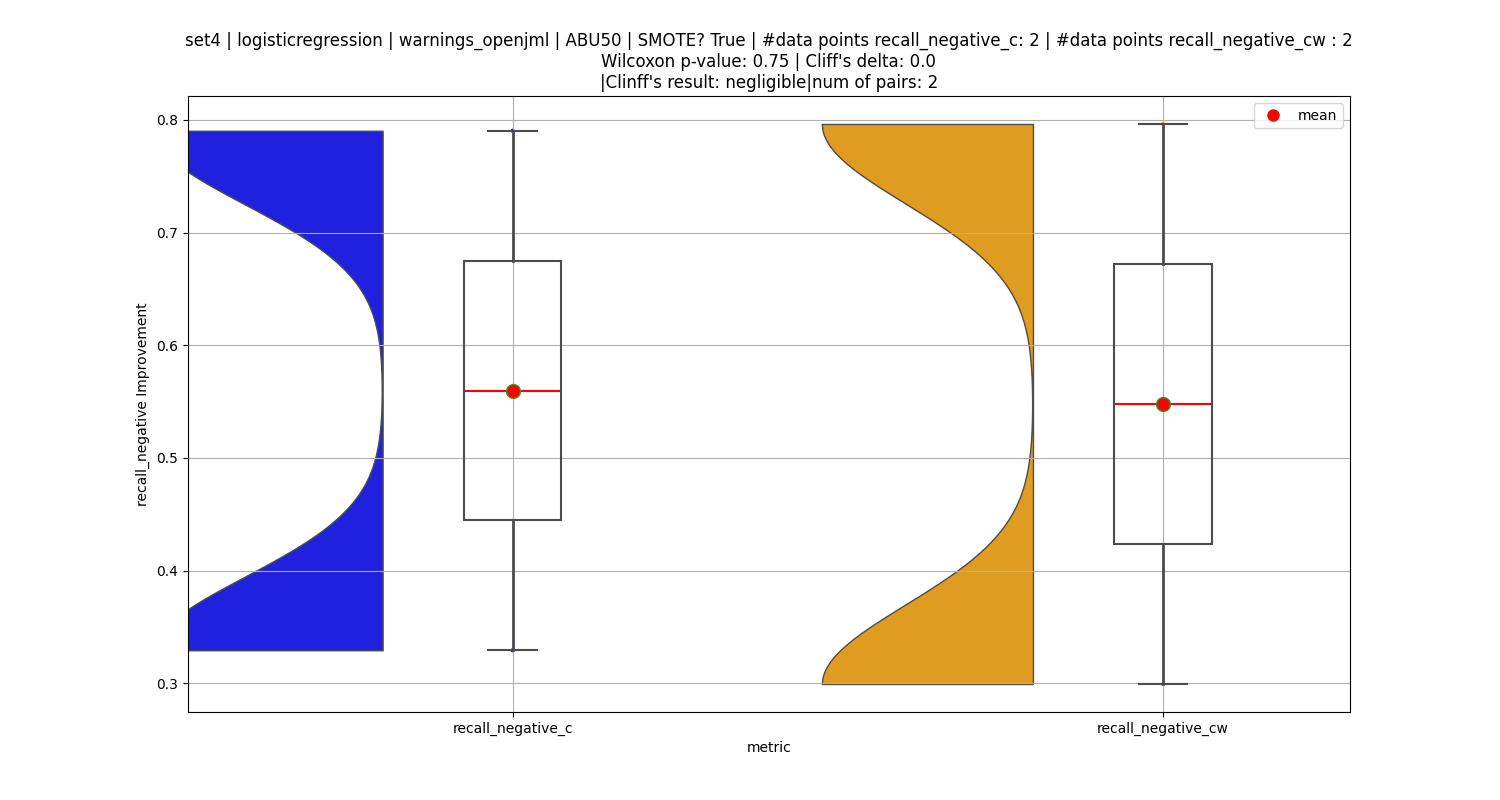 set4 | logisticregression | warnings_openjml | ABU50 | SMOTE? True | #data points recall_negative_c: 2 | #data points recall_negative_cw : 2
Wilcoxon p-value: 0.75 | Cliff's delta: 0.0
|Clinff's result: negligible|num of pairs: 2
mean
0.8
0.7
0.6
0.5
0.4
0.3
recall_negative Improvement
recall_negative_c
recall_negative_cw
metric